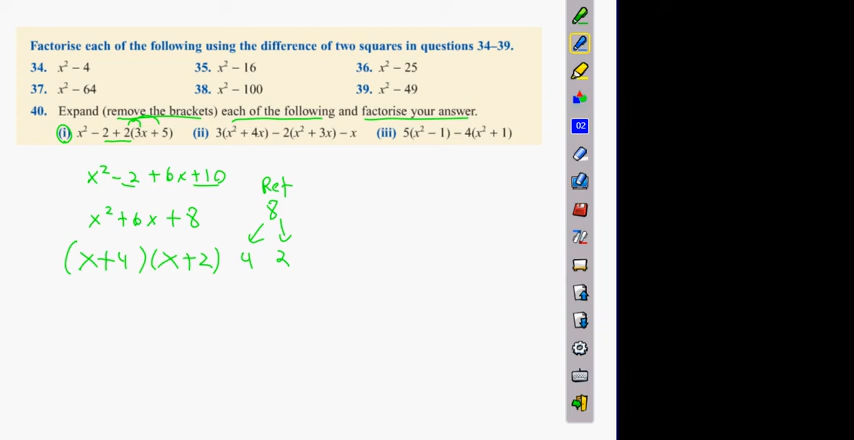 Factorise each of the following using the difference of two squares in questions 34–39.
34. x² – 4 35. x² – 16 36. x² – 25
37. x² – 64 38. x² – 100 39. x² – 49
40. Expand (remove the brackets) each of the following and factorise your answer.
(i) x² – 2 + 2(3x + 5) (ii) 3(x² + 4x) – 2(x² + 3x) – x (iii) 5(x² – 1) – 4(x² + 1)
x² – 2 + 6x + 10
Ret
x² + 6x + 8 8
(x+4)(x+2) 4 2
02